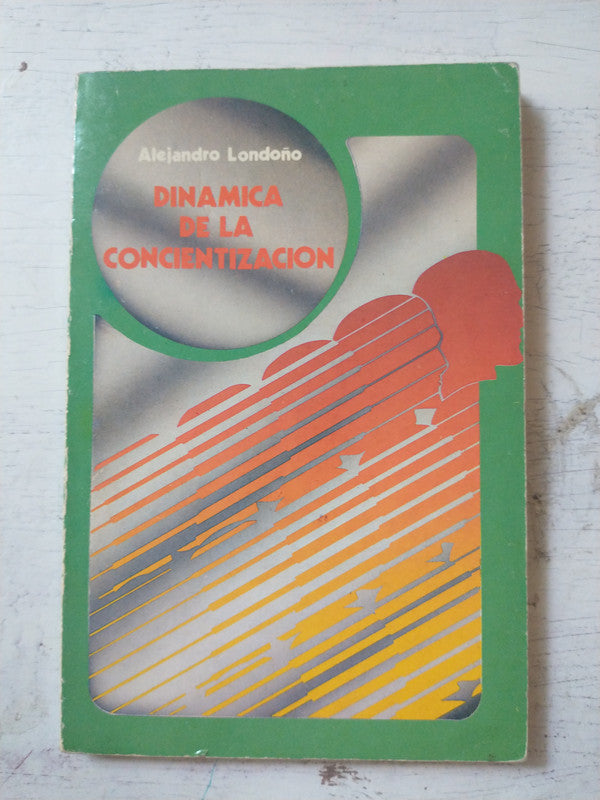 Alejandro Londoño
DINAMICA
DE LA
CONCIENTIZACION